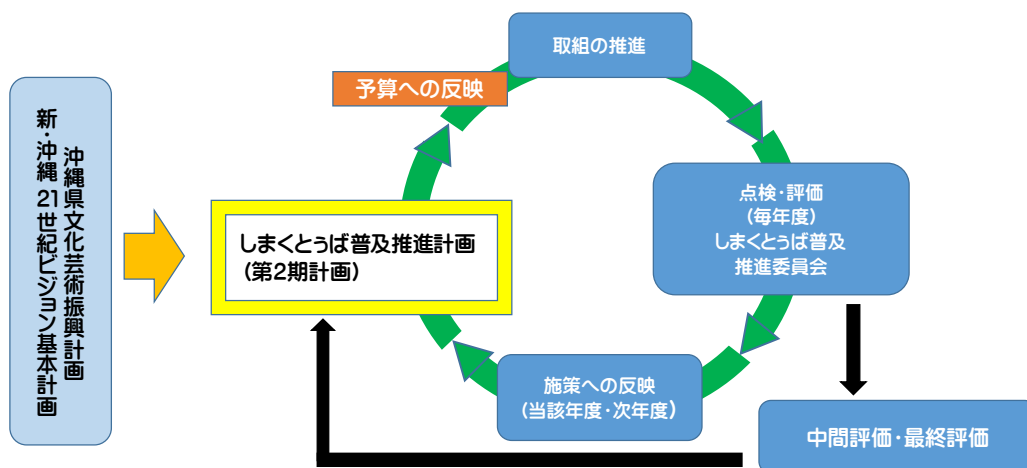 取組の推進
予算への反映
沖縄県文化芸術振興計画
新・沖縄21世紀ビジョン基本計画
しまくとぅば普及推進計画
(第2期計画)
点検・評価
(毎年度)
しまくとぅば普及
推進委員会
施策への反映
(当該年度・次年度)
中間評価・最終評価